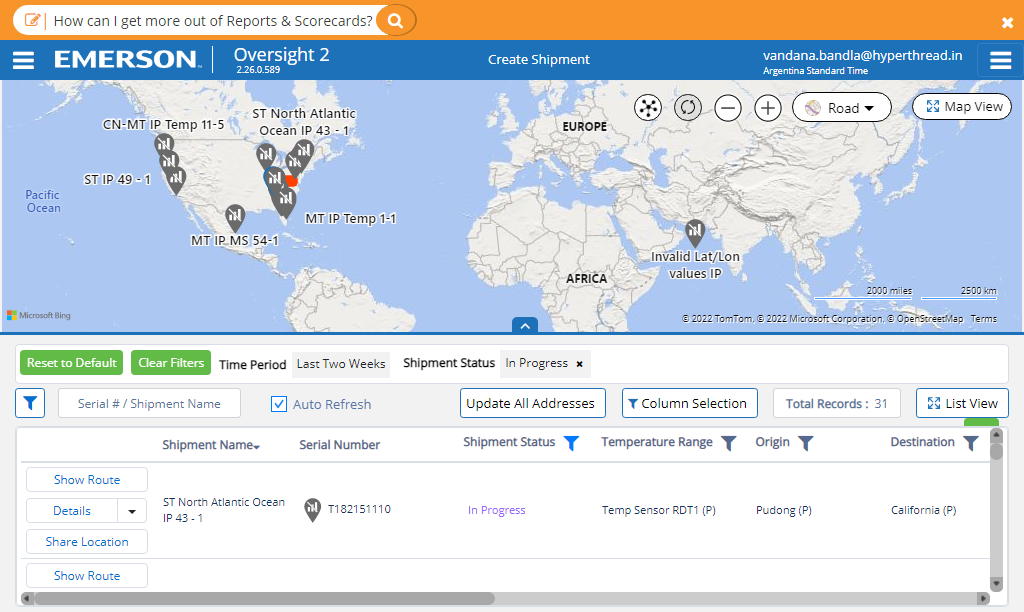 How can I get more out of Reports & Scorecards?
EMERSON
Oversight 2
2.26.0.589
Create Shipment
vandana.bandla@hyperthread.in
Argentina Standard Time
CN-MT IP Temp 11-5
ST North Atlantic
Ocean IP 43 - 1
EUROPE
Road
Map View
ST IP 49 - 1
Pacific
Ocean
MT IP Temp 1-1
MT IP MS 54-1
Invalid Lat/Lon
values IP
AFRICA
2000 miles
2500 km
Microsoft Bing
© 2022 TomTom, © 2022 Microsoft Corporation, © OpenStreetMap Terms
Reset to Default
Clear Filters
Time Period
Last Two Weeks
Shipment Status
In Progress ×
Serial # / Shipment Name
Auto Refresh
Update All Addresses
Column Selection
Total Records : 31
List View
Shipment Name
Serial Number
Shipment Status
Temperature Range
Origin
Destination
Show Route
Details
Share Location
ST North Atlantic Ocean
IP 43 - 1
T182151110
In Progress
Temp Sensor RDT1 (P)
Pudong (P)
California (P)
Show Route